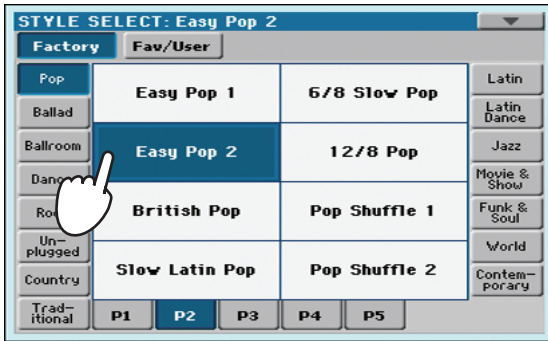 STYLE SELECT: Easy Pop 2
Factory
Fav/User
Pop
Ballad
Ballroom
Country
Un-
plugged
Trad-
itional
Easy Pop 1
6/8 Slow Pop
Easy Pop 2
12/8 Pop
British Pop
Pop Shuffle 1
Slow Latin Pop
Pop Shuffle 2
Latin
Latin
Dance
Jazz
Movie &
Show
Funk &
Soul
World
Contem-
porary
P1 P2 P3 P4 P5